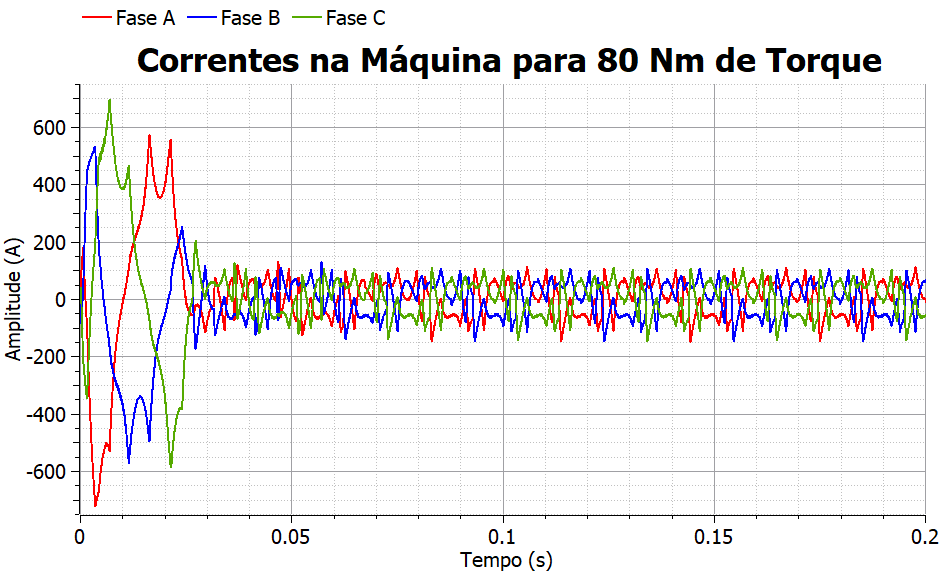 Fase A Fase B Fase C
Correntes na Máquina para 80 Nm de Torque
Amplitude (A)
600
400
200
0
-200
-400
-600
0 0.05 0.1 0.15 0.2
Tempo (s)